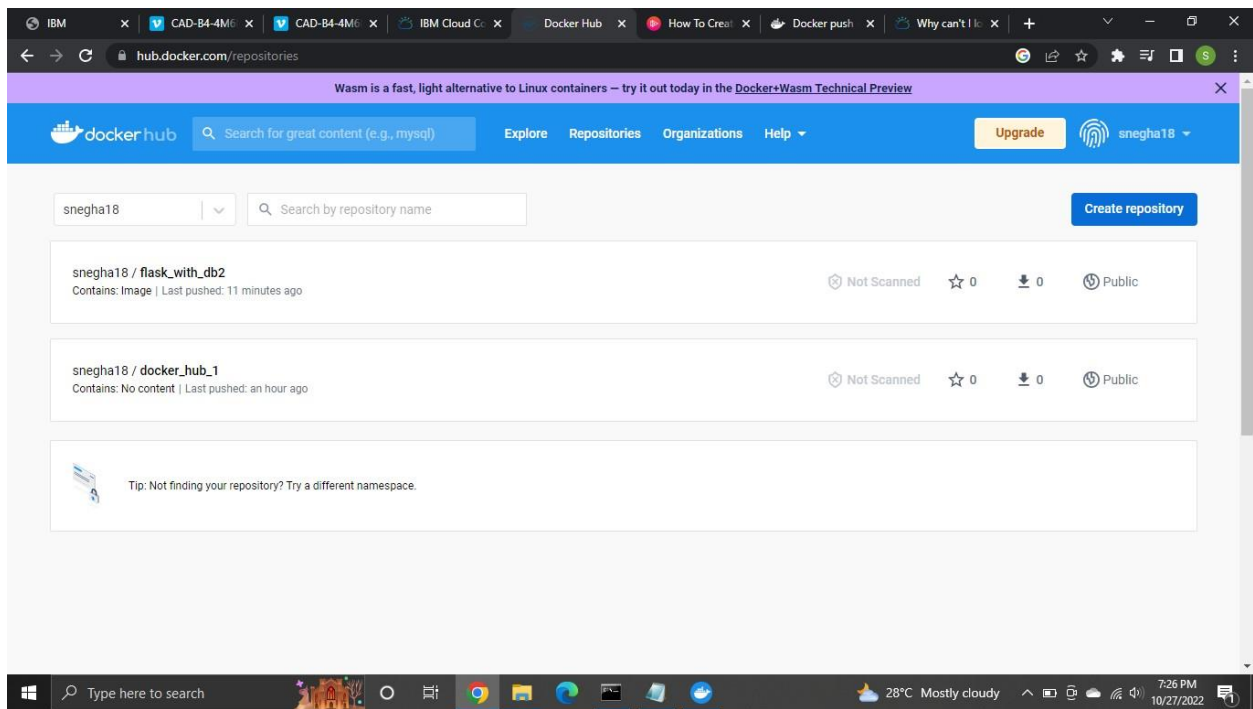 IBM
CAD-B4-4M6
CAD-B4-4M6
IBM Cloud Co
Docker Hub
How To Creat
Docker push
Why can't I lo
hub.docker.com/repositories
S
Wasm is a fast, light alternative to Linux containers — try it out today in the Docker+Wasm Technical Preview
docker hub
Search for great content (e.g., mysql)
Explore
Repositories
Organizations
Help
Upgrade
snegha18
snegha18
Search by repository name
Create repository
snegha18 / flask_with_db2
Contains: Image | Last pushed: 11 minutes ago
Not Scanned
0
0
Public
snegha18 / docker_hub_1
Contains: No content | Last pushed: an hour ago
Not Scanned
0
0
Public
Tip: Not finding your repository? Try a different namespace.
Type here to search
28°C Mostly cloudy
7:26 PM
10/27/2022
1